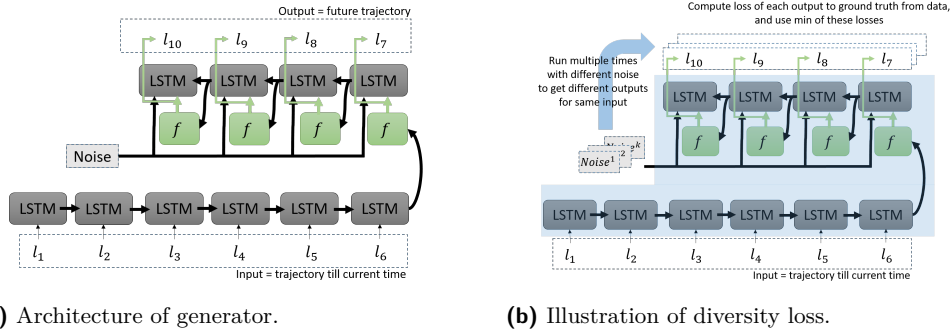 Output = future trajectory
l10 l9 l8 l7
LSTM LSTM LSTM LSTM
f f f f
Noise
LSTM LSTM LSTM LSTM LSTM LSTM
l1 l2 l3 l4 l5 l6
Input = trajectory till current time
) Architecture of generator.
Compute loss of each output to ground truth from data,
and use min of these losses
Run multiple times
with different noise
to get different outputs
for same input
l10 l9 l8 l7
LSTM LSTM LSTM LSTM
f f f f
Noise^k
2
Noise^1
LSTM LSTM LSTM LSTM LSTM LSTM
l1 l2 l3 l4 l5 l6
Input = trajectory till current time
(b) Illustration of diversity loss.